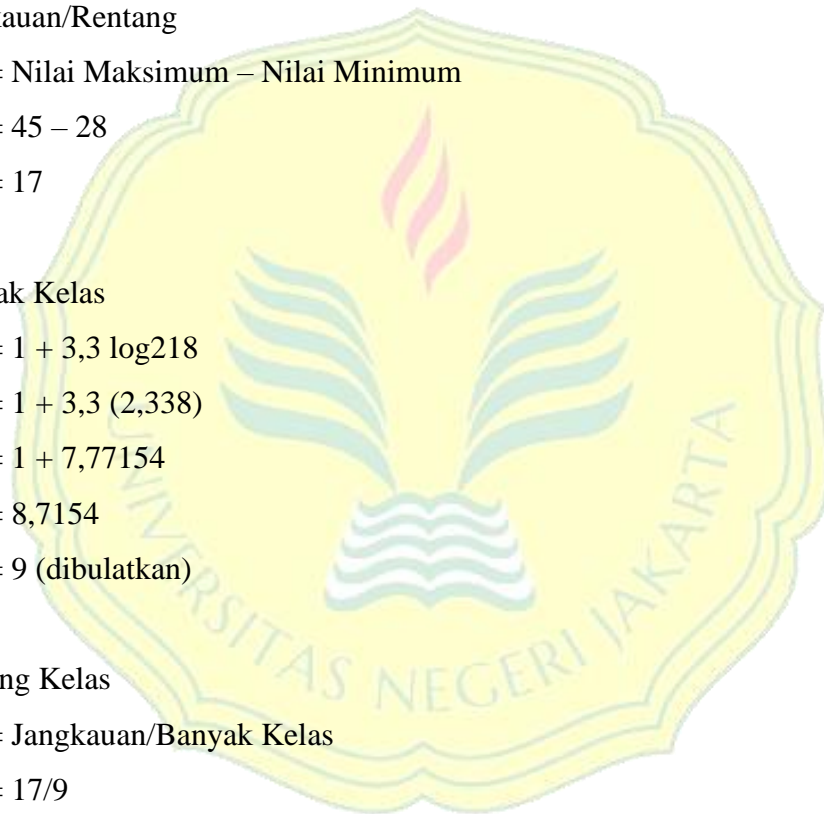 kauan/Rentang
= Nilai Maksimum – Nilai Minimum
= 45 – 28
= 17
ak Kelas
= 1 + 3,3 log218
= 1 + 3,3 (2,338)
= 1 + 7,77154
= 8,7154
= 9 (dibulatkan)
ng Kelas
= Jangkauan/Banyak Kelas
= 17/9
UNIVERSITAS NEGERI JAKARTA